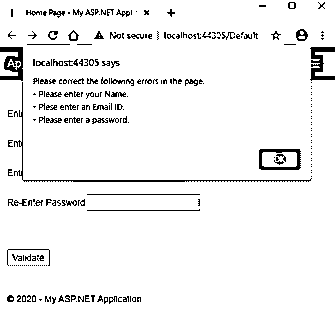 Home Page - My ASP.NET Appl
Not secure | localhost:44305/Default
Ap
localhost:44305 says
Please correct the following errors in the page.
- Please enter your Name.
- Plese enter an Email ID.
- Please enter a password.
OK
Ent
Ent
Ent
Re-Enter Password
Validate
© 2020 - My ASP.NET Application